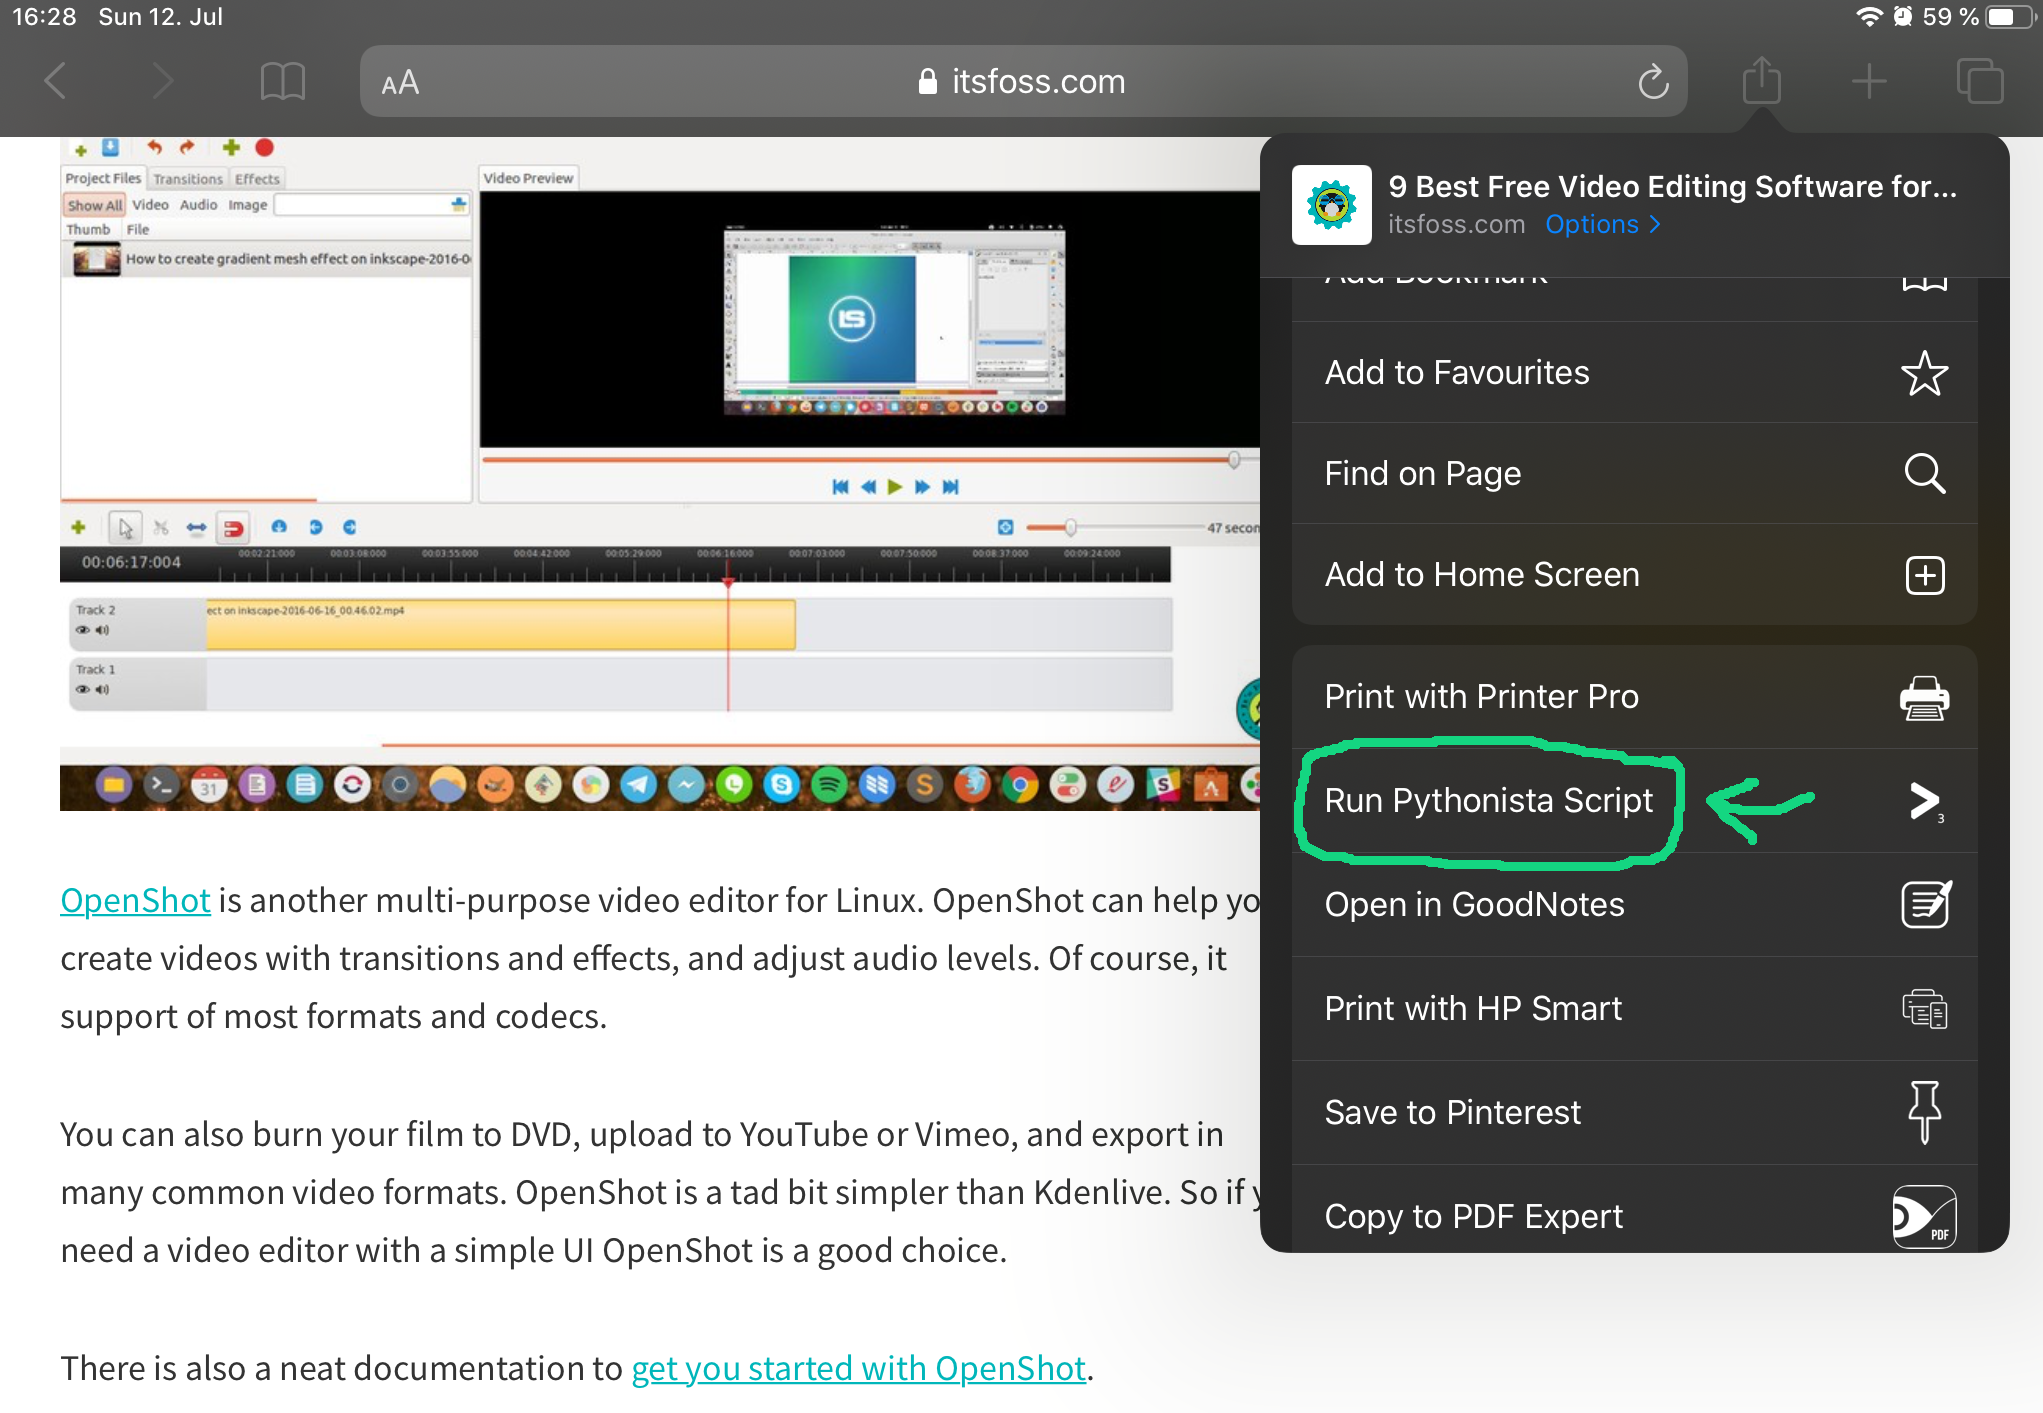 16:28 Sun 12. Jul
59 %
AA
itsfoss.com
Project Files Transitions Effects
Video Preview
Show All Video Audio Image
Thumb File
How to create gradient mesh effect on inkscape-2016-0
47 secon
00:06:17:004
00:02:21:000 00:03:08:000 00:03:55:000 00:04:42:000 00:05:29:000 00:06:16:000 00:07:03:000 00:07:50:000 00:08:37:000 00:09:24:000
Track 2
ect on inkscape-2016-06-16_00.46.02.mp4
Track 1
31
OpenShot is another multi-purpose video editor for Linux. OpenShot can help yo
create videos with transitions and effects, and adjust audio levels. Of course, it
support of most formats and codecs.
You can also burn your film to DVD, upload to YouTube or Vimeo, and export in
many common video formats. OpenShot is a tad bit simpler than Kdenlive. So if y
need a video editor with a simple UI OpenShot is a good choice.
There is also a neat documentation to get you started with OpenShot.
9 Best Free Video Editing Software for...
itsfoss.com Options >
Add Bookmark
Add to Favourites
Find on Page
Add to Home Screen
Print with Printer Pro
Run Pythonista Script
3
Open in GoodNotes
Print with HP Smart
Save to Pinterest
Copy to PDF Expert
PDF